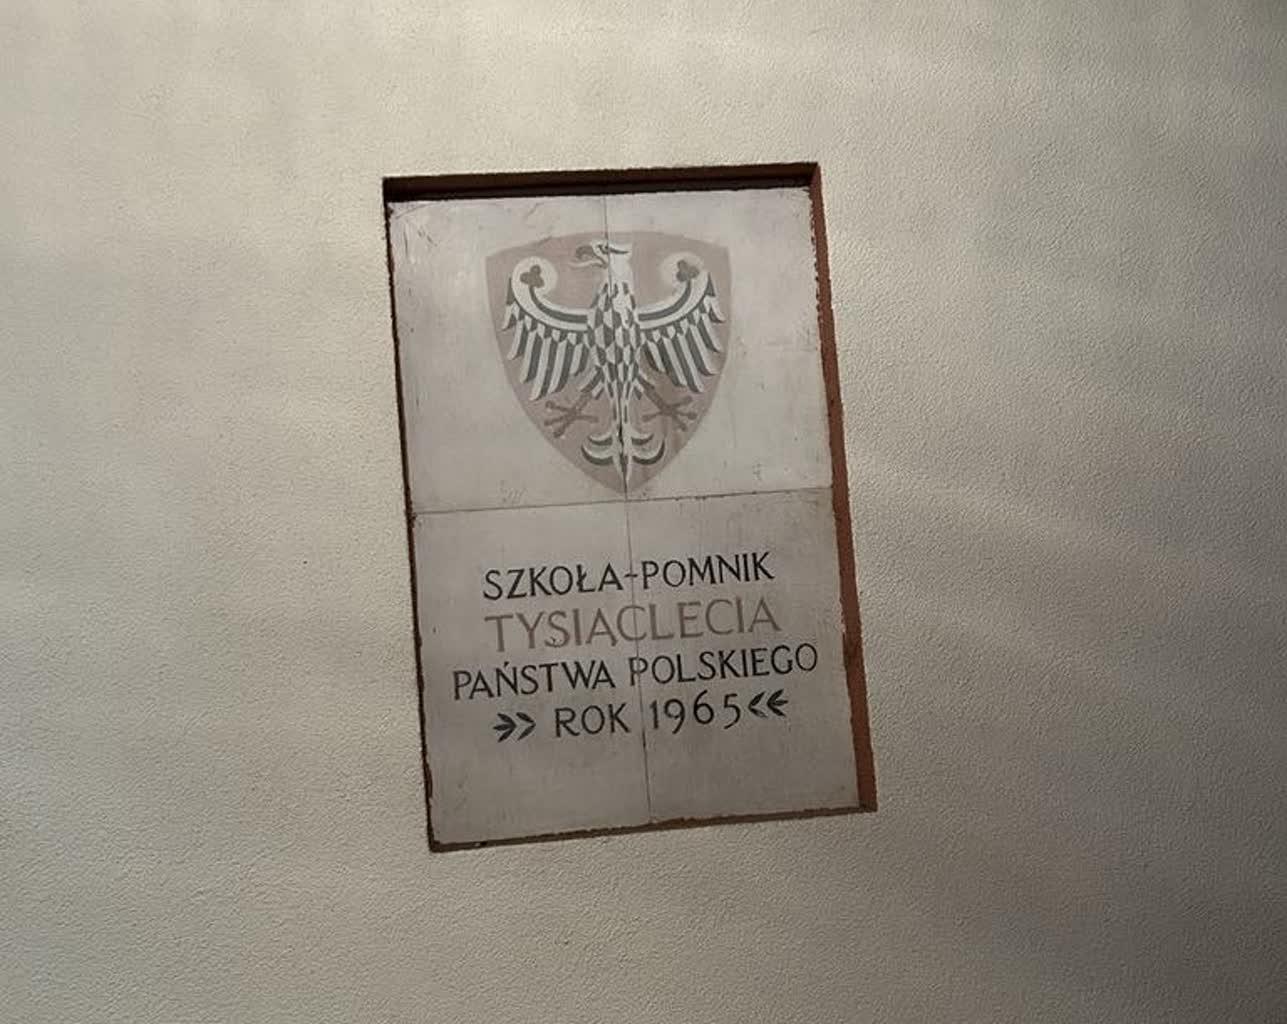 SZKOŁA-POMNIK
TYSIĄCLECIA
PAŃSTWA POLSKIEGO
ROK 1965